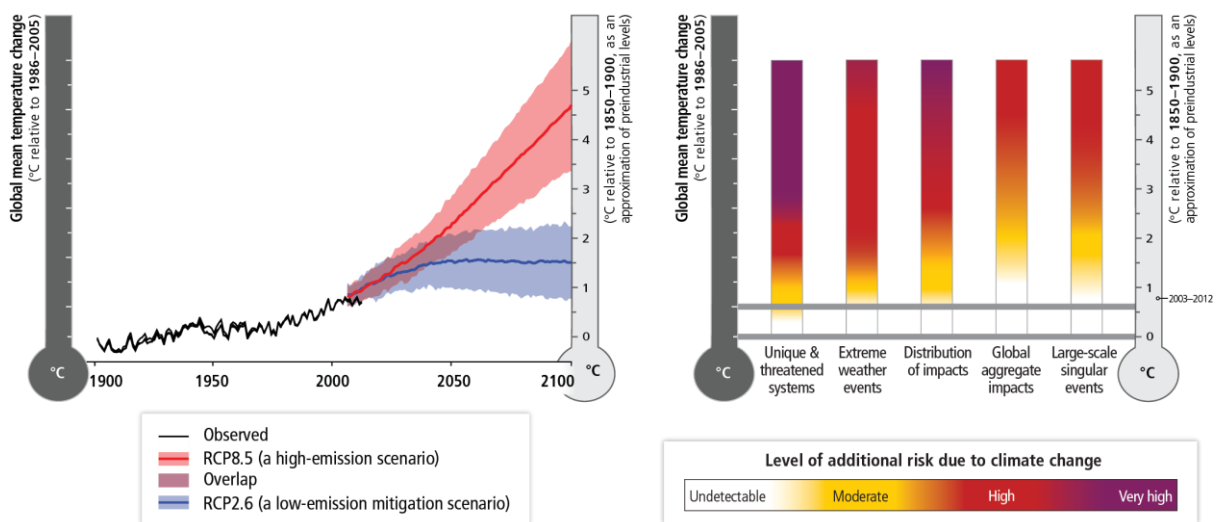 Global mean temperature change
(°C relative to 1986–2005)
°C
5
4
3
2
1
0
°C
(°C relative to 1850–1900, as an
approximation of preindustrial levels)
1900
1950
2000
2050
2100
Observed
RCP8.5 (a high-emission scenario)
Overlap
RCP2.6 (a low-emission mitigation scenario)
Global mean temperature change
(°C relative to 1986–2005)
°C
5
4
3
2
1
2003–2012
0
°C
(°C relative to 1850–1900, as an
approximation of preindustrial levels)
Unique &
threatened
systems
Extreme
weather
events
Distribution
of impacts
Global
aggregate
impacts
Large-scale
singular
events
Level of additional risk due to climate change
Undetectable Moderate High Very high